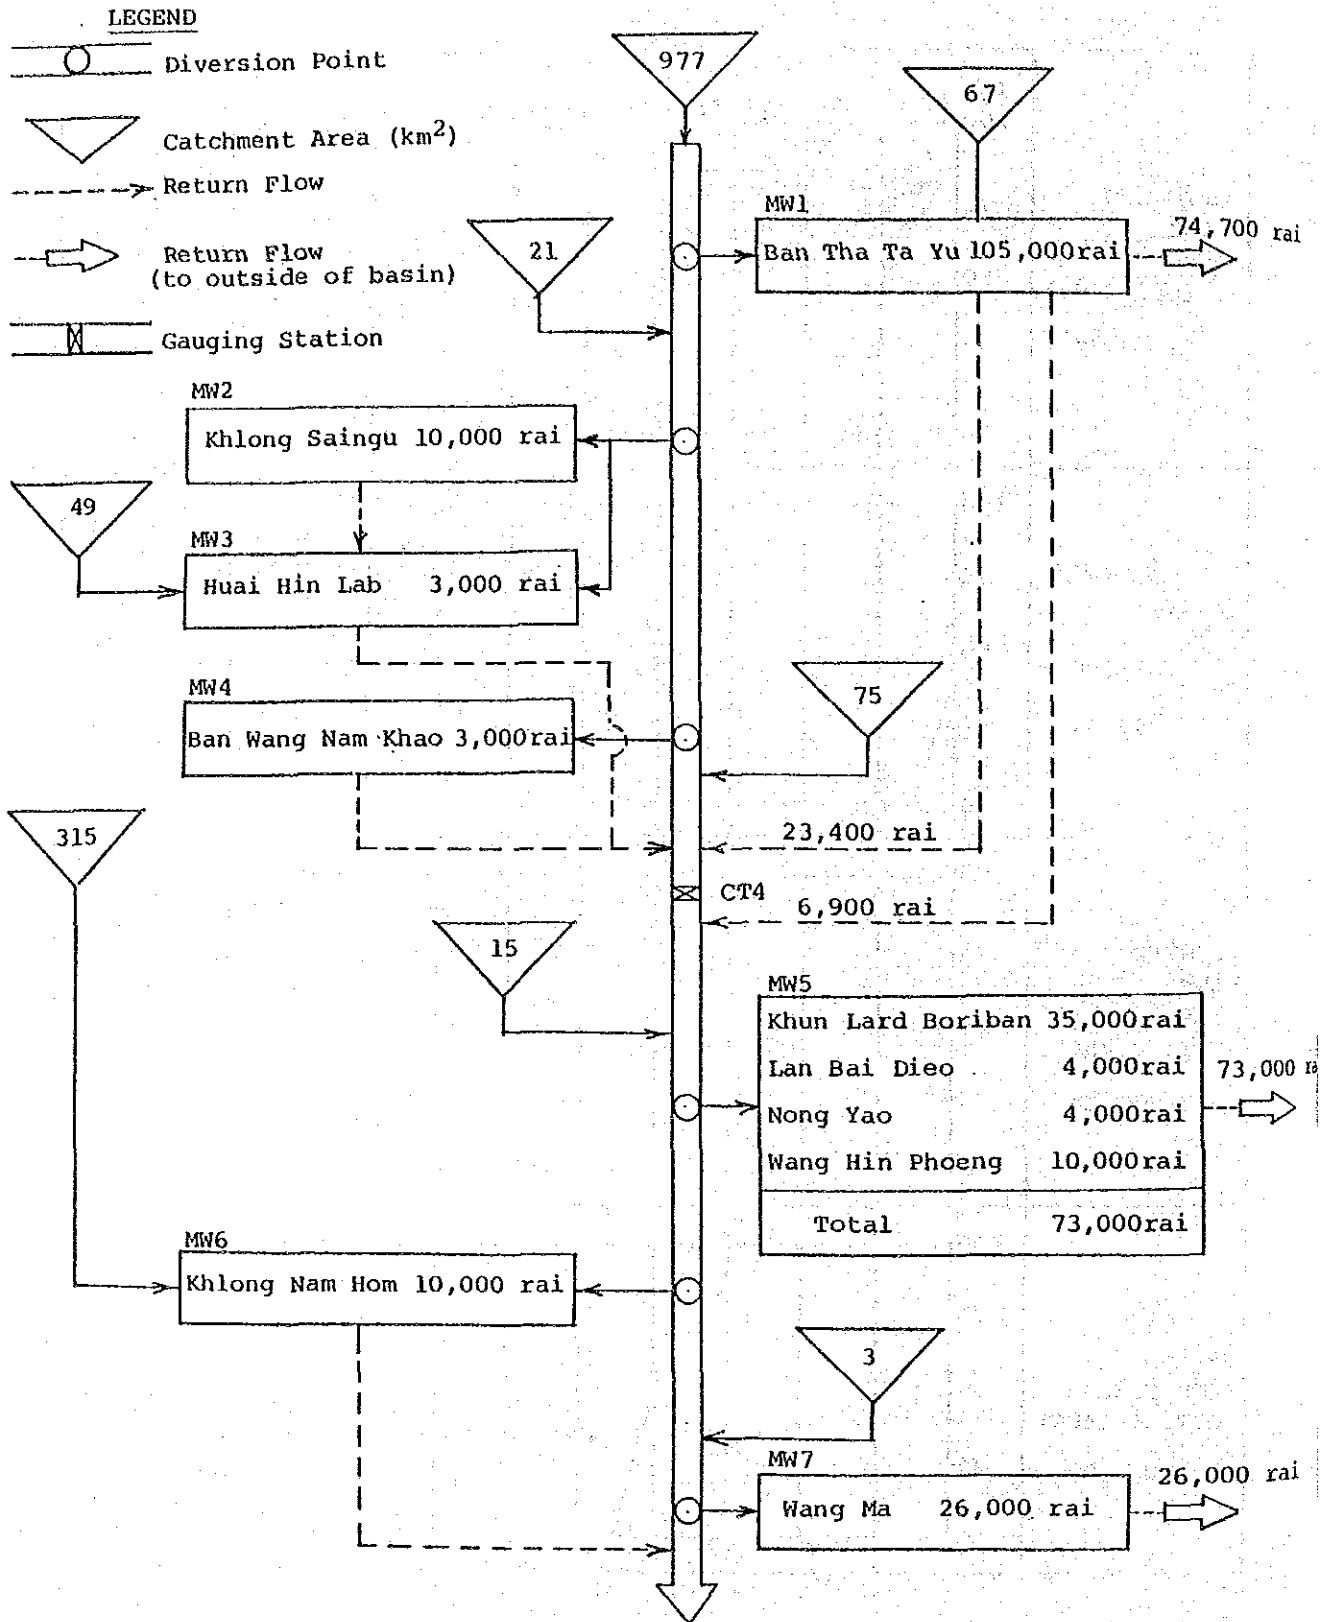 LEGEND
Diversion Point
Catchment Area (km²)
Return Flow
Return Flow
(to outside of basin)
Gauging Station
977
67
MW1
Ban Tha Ta Yu 105,000rai
74,700 rai
21
MW2
Khlong Saingu 10,000 rai
49
MW3
Huai Hin Lab 3,000 rai
MW4
Ban Wang Nam Khao 3,000rai
75
315
23,400 rai
CT4
6,900 rai
15
MW5
Khun Lard Boriban 35,000rai
Lan Bai Dieo 4,000rai
Nong Yao 4,000rai
Wang Hin Phoeng 10,000rai
Total 73,000rai
73,000
MW6
Khlong Nam Hom 10,000 rai
3
MW7
Wang Ma 26,000 rai
26,000 rai